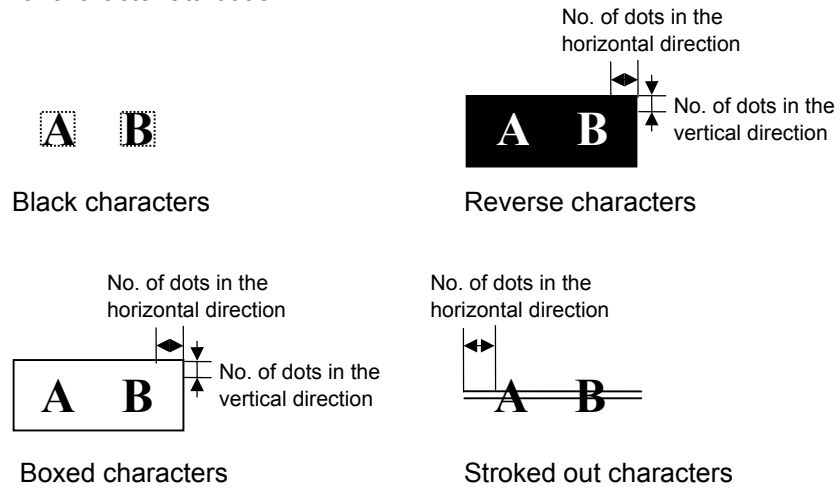 No. of dots in the
horizontal direction
No. of dots in the
vertical direction
A B
A B
Black characters
Reverse characters
No. of dots in the
horizontal direction
No. of dots in the
vertical direction
A B
Boxed characters
No. of dots in the
horizontal direction
A B
Stroked out characters